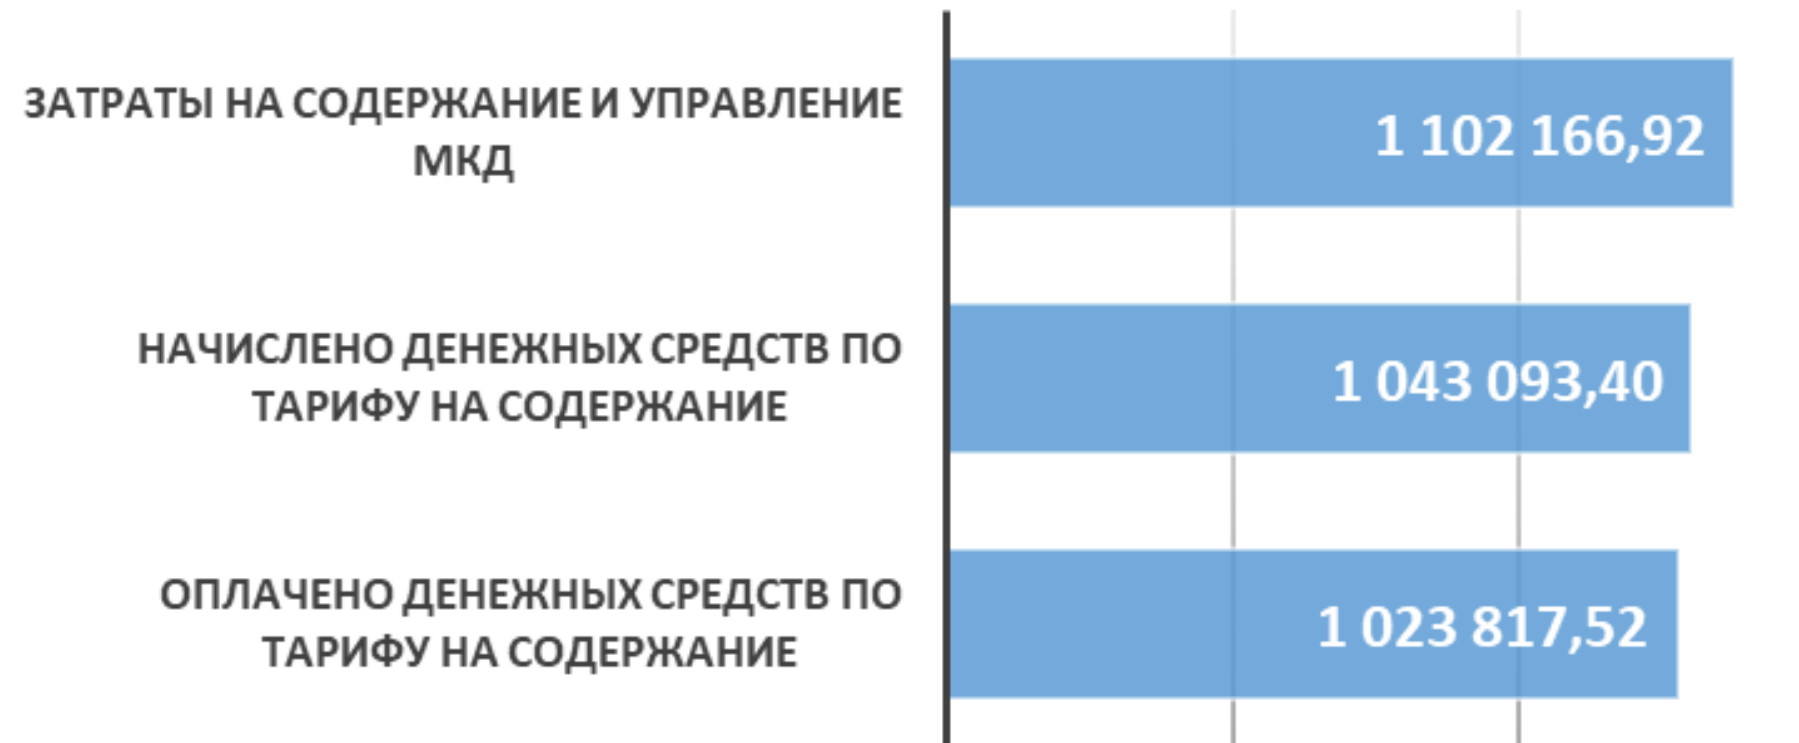 ЗАТРАТЫ НА СОДЕРЖАНИЕ И УПРАВЛЕНИЕ
МКД
1 102 166,92
НАЧИСЛЕНО ДЕНЕЖНЫХ СРЕДСТВ ПО
ТАРИФУ НА СОДЕРЖАНИЕ
1 043 093,40
ОПЛАЧЕНО ДЕНЕЖНЫХ СРЕДСТВ ПО
ТАРИФУ НА СОДЕРЖАНИЕ
1 023 817,52